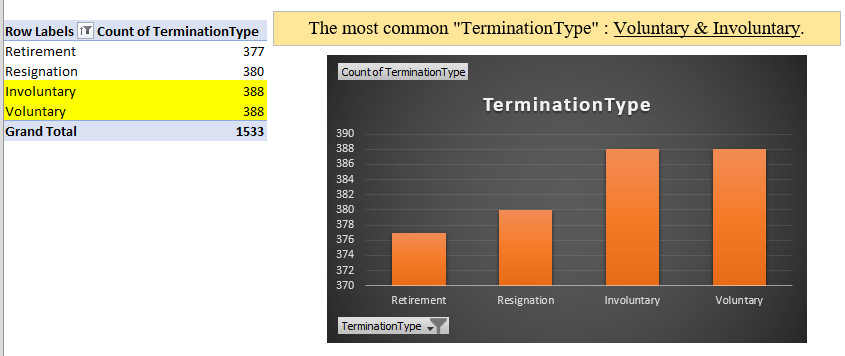 Row Labels Count of TerminationType
Retirement 377
Resignation 380
Involuntary 388
Voluntary 388
Grand Total 1533
The most common "TerminationType" : Voluntary & Involuntary.
Count of TerminationType
TerminationType
390
388
386
384
382
380
378
376
374
372
370
Retirement Resignation Involuntary Voluntary
TerminationType